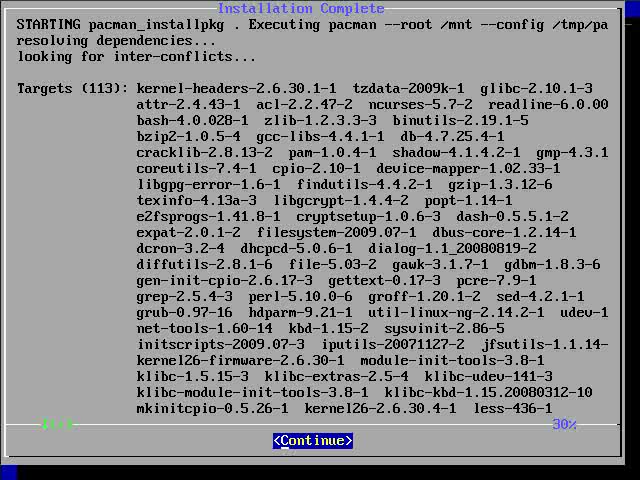 Installation Complete
STARTING pacman_installpkg . Executing pacman --root /mnt --config /tmp/pa
resolving dependencies...
looking for inter-conflicts...
Targets (113): kernel-headers-2.6.30.1-1 tzdata-2009k-1 glibc-2.10.1-3
attr-2.4.43-1 acl-2.2.47-2 ncurses-5.7-2 readline-6.0.00
bash-4.0.028-1 zlib-1.2.3.3-3 binutils-2.19.1-5
bzip2-1.0.5-4 gcc-libs-4.4.1-1 db-4.7.25.4-1
cracklib-2.8.13-2 pam-1.0.4-1 shadow-4.1.4.2-1 gmp-4.3.1
coreutils-7.4-1 cpio-2.10-1 device-mapper-1.02.33-1
libgpg-error-1.6-1 findutils-4.4.2-1 gzip-1.3.12-6
texinfo-4.13a-3 libgcrypt-1.4.4-2 popt-1.14-1
e2fsprogs-1.41.8-1 cryptsetup-1.0.6-3 dash-0.5.5.1-2
expat-2.0.1-2 filesystem-2009.07-1 dbus-core-1.2.14-1
dcron-3.2-4 dhcpcd-5.0.6-1 dialog-1.1_20080819-2
diffutils-2.8.1-6 file-5.03-2 gawk-3.1.7-1 gdbm-1.8.3-6
gen-init-cpio-2.6.17-3 gettext-0.17-3 pcre-7.9-1
grep-2.5.4-3 perl-5.10.0-6 groff-1.20.1-2 sed-4.2.1-1
grub-0.97-16 hdparm-9.21-1 util-linux-ng-2.14.2-1 udev-1
net-tools-1.60-14 kbd-1.15-2 sysvinit-2.86-5
initscripts-2009.07-3 iputils-20071127-2 jfsutils-1.1.14-
kernel26-firmware-2.6.30-1 module-init-tools-3.8-1
klibc-1.5.15-3 klibc-extras-2.5-4 klibc-udev-141-3
klibc-module-init-tools-3.8-1 klibc-kbd-1.15.20080312-10
mkinitcpio-0.5.26-1 kernel26-2.6.30.4-1 less-436-1
30%
<Continue>